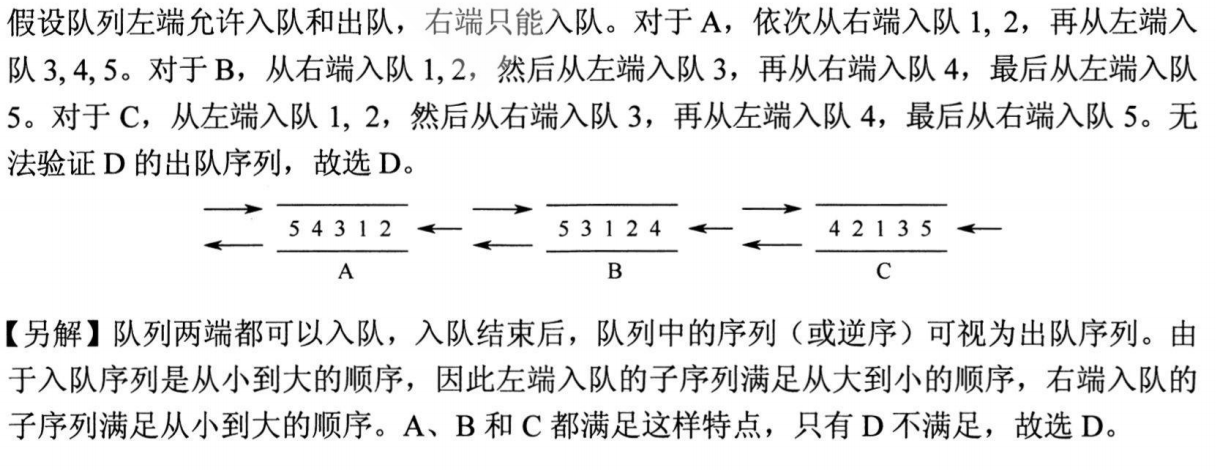 假设队列左端允许入队和出队，右端只能入队。对于 A，依次从右端入队 1, 2，再从左端入
队 3, 4, 5。对于 B，从右端入队 1, 2，然后从左端入队 3，再从右端入队 4，最后从左端入队
5。对于 C，从左端入队 1, 2，然后从右端入队 3，再从左端入队 4，最后从右端入队 5。无
法验证 D 的出队序列，故选 D。
5 4 3 1 2 5 3 1 2 4 4 2 1 3 5
A B C
【另解】队列两端都可以入队，入队结束后，队列中的序列（或逆序）可视为出队序列。由
于入队序列是从小到大的顺序，因此左端入队的子序列满足从大到小的顺序，右端入队的
子序列满足从小到大的顺序。A、B 和 C 都满足这样特点，只有 D 不满足，故选 D。